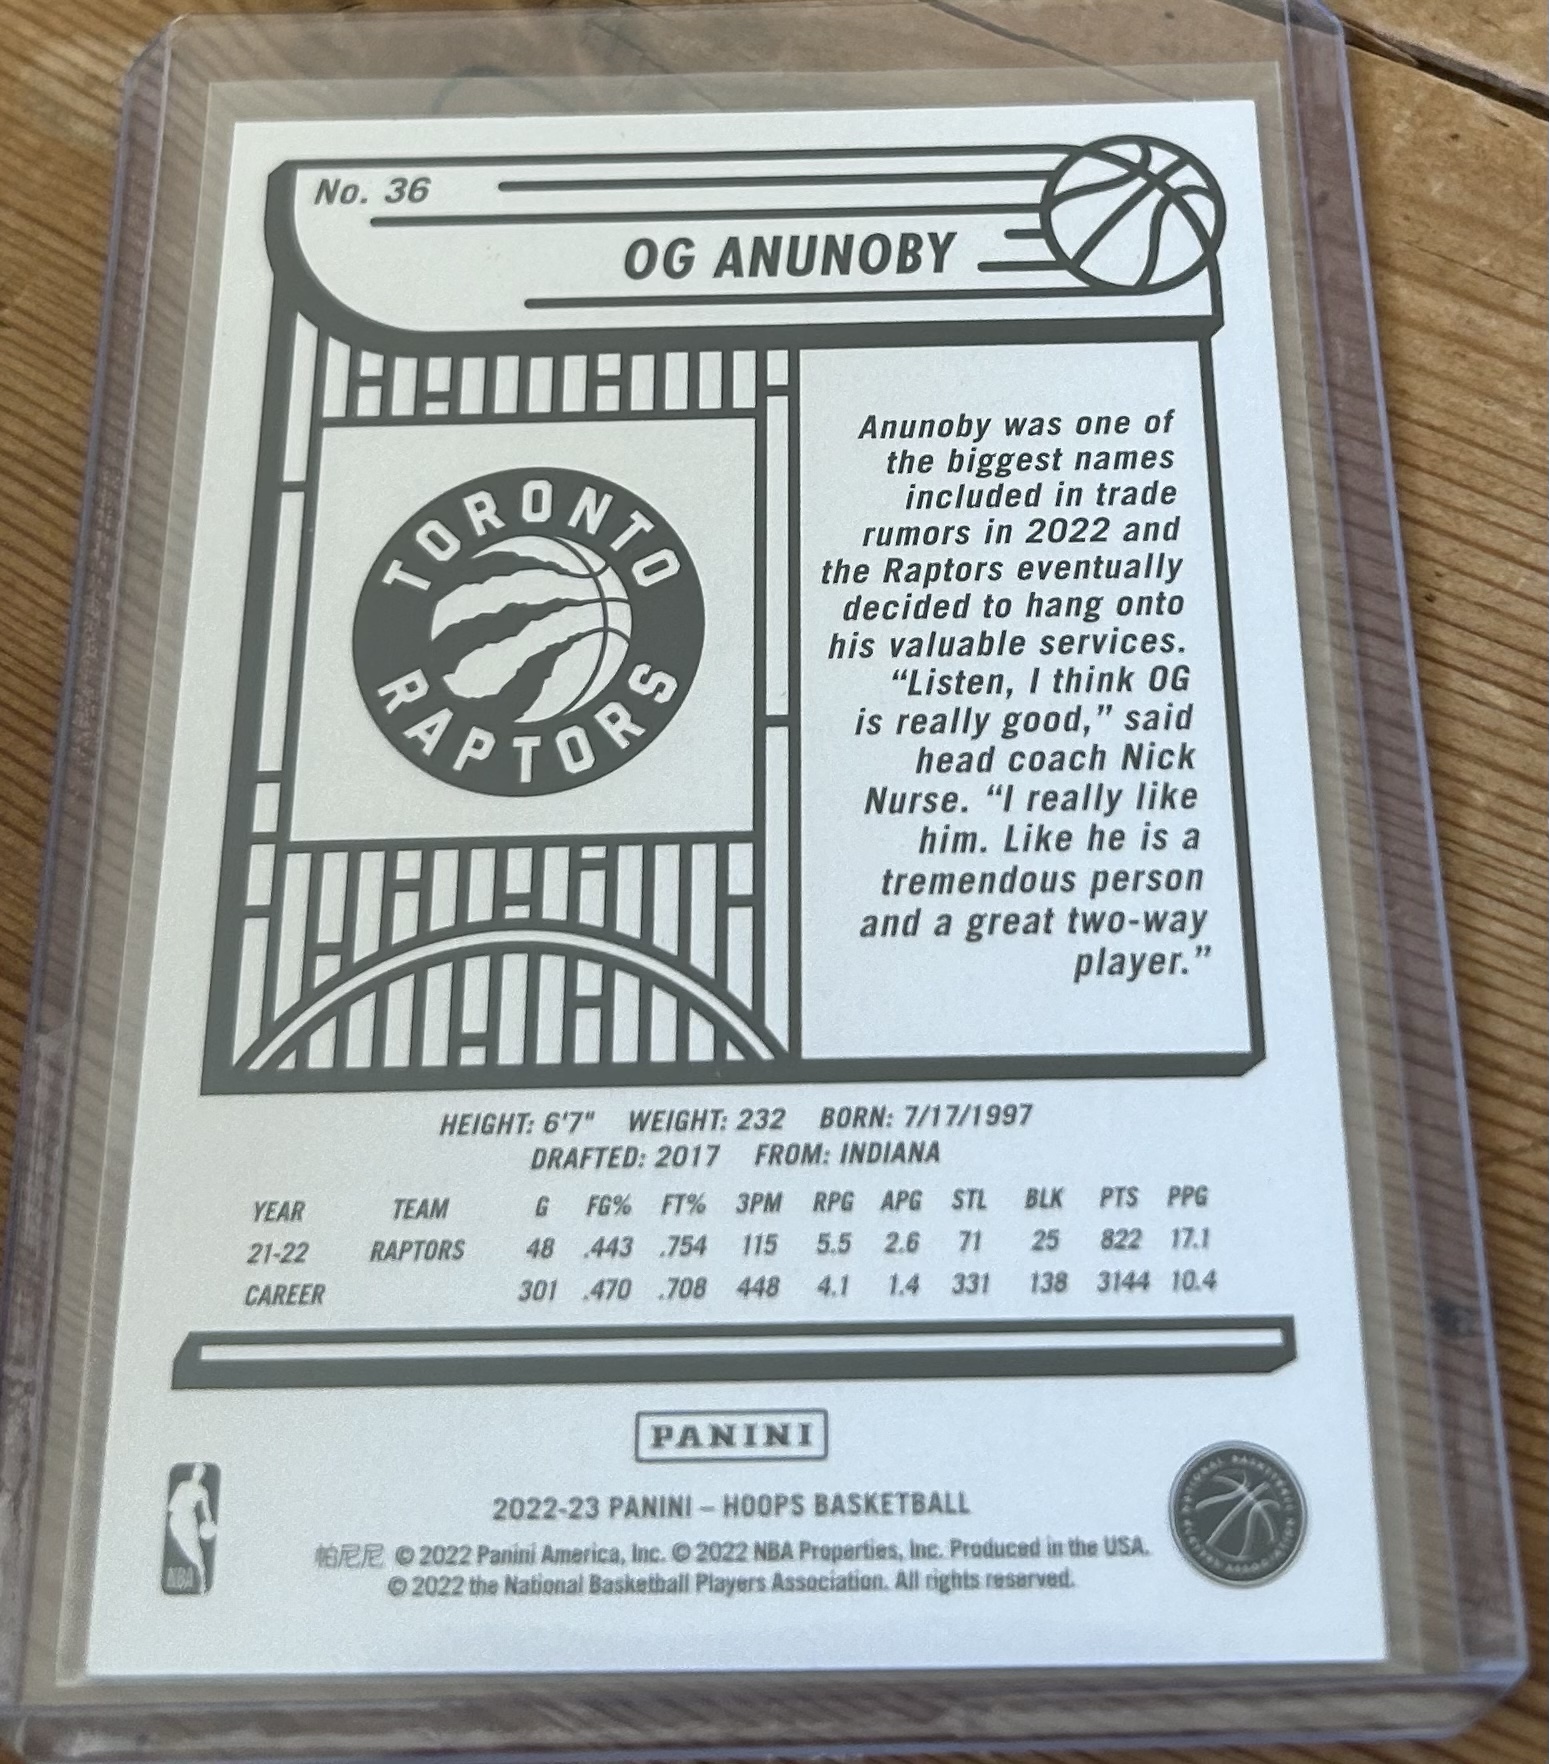 No. 36
OG ANUNOBY
TORONTO
RAPTORS
Anunoby was one of
the biggest names
included in trade
rumors in 2022 and
the Raptors eventually
decided to hang onto
his valuable services.
“Listen, I think OG
is really good,” said
head coach Nick
Nurse. “I really like
him. Like he is a
tremendous person
and a great two-way
player.”
HEIGHT: 6'7" WEIGHT: 232 BORN: 7/17/1997
DRAFTED: 2017 FROM: INDIANA
YEAR TEAM G FG% FT% 3PM RPG APG STL BLK PTS PPG
21-22 RAPTORS 48 .443 .754 115 5.5 2.6 71 25 822 17.1
CAREER 301 .470 .708 448 4.1 1.4 331 138 3144 10.4
PANINI
2022-23 PANINI – HOOPS BASKETBALL
帕尼尼 © 2022 Panini America, Inc. © 2022 NBA Properties, Inc. Produced in the USA.
© 2022 the National Basketball Players Association. All rights reserved.
NBA
NATIONAL BASKETBALL PLAYERS ASSOCIATION